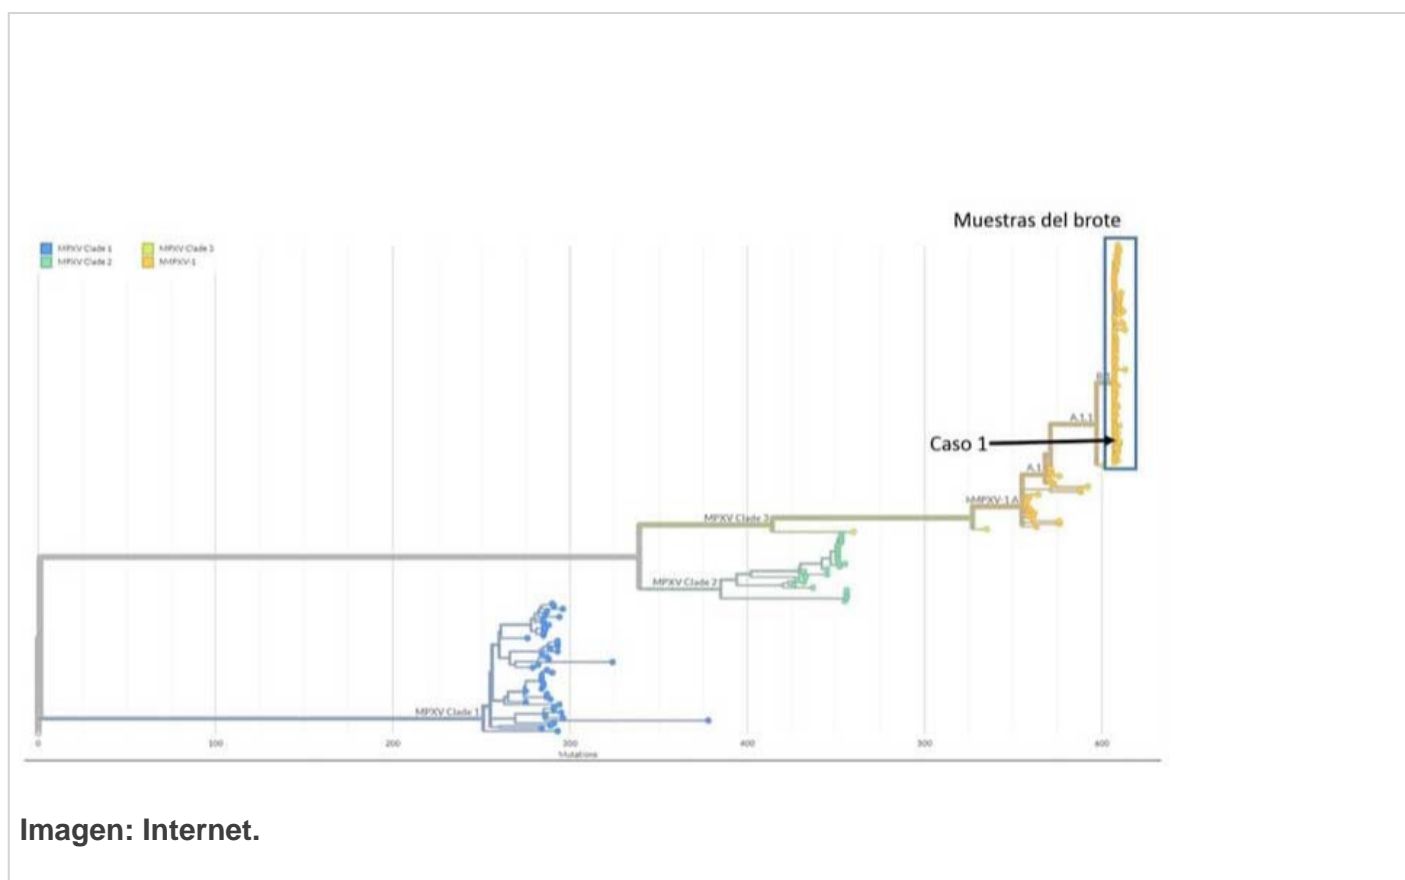 Muestras del brote
MPXV Clade 1 MPXV Clade 3
MPXV Clade 2 hMPXV-1
A.1.1
Caso 1
A.1
hMPXV-1 A
MPXV Clade 3
MPXV Clade 2
MPXV Clade 1
0 100 200 300 400 500 600
Mutations
Imagen: Internet.